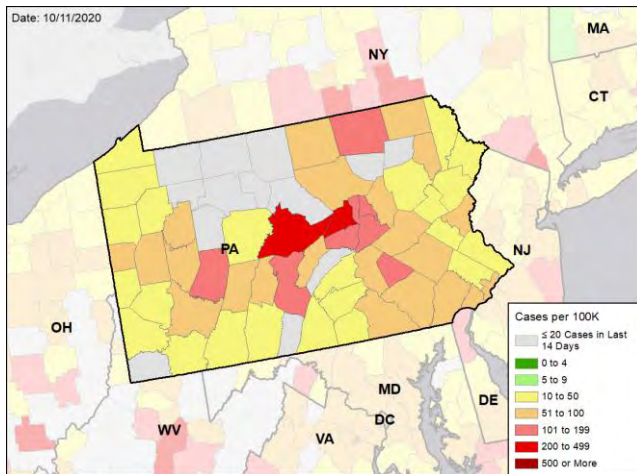 Date: 10/11/2020
MA
NY
CT
PA
NJ
OH
MD
DE
WV
DC
VA
Cases per 100K
≤ 20 Cases in Last
14 Days
0 to 4
5 to 9
10 to 50
51 to 100
101 to 199
200 to 499
500 or More